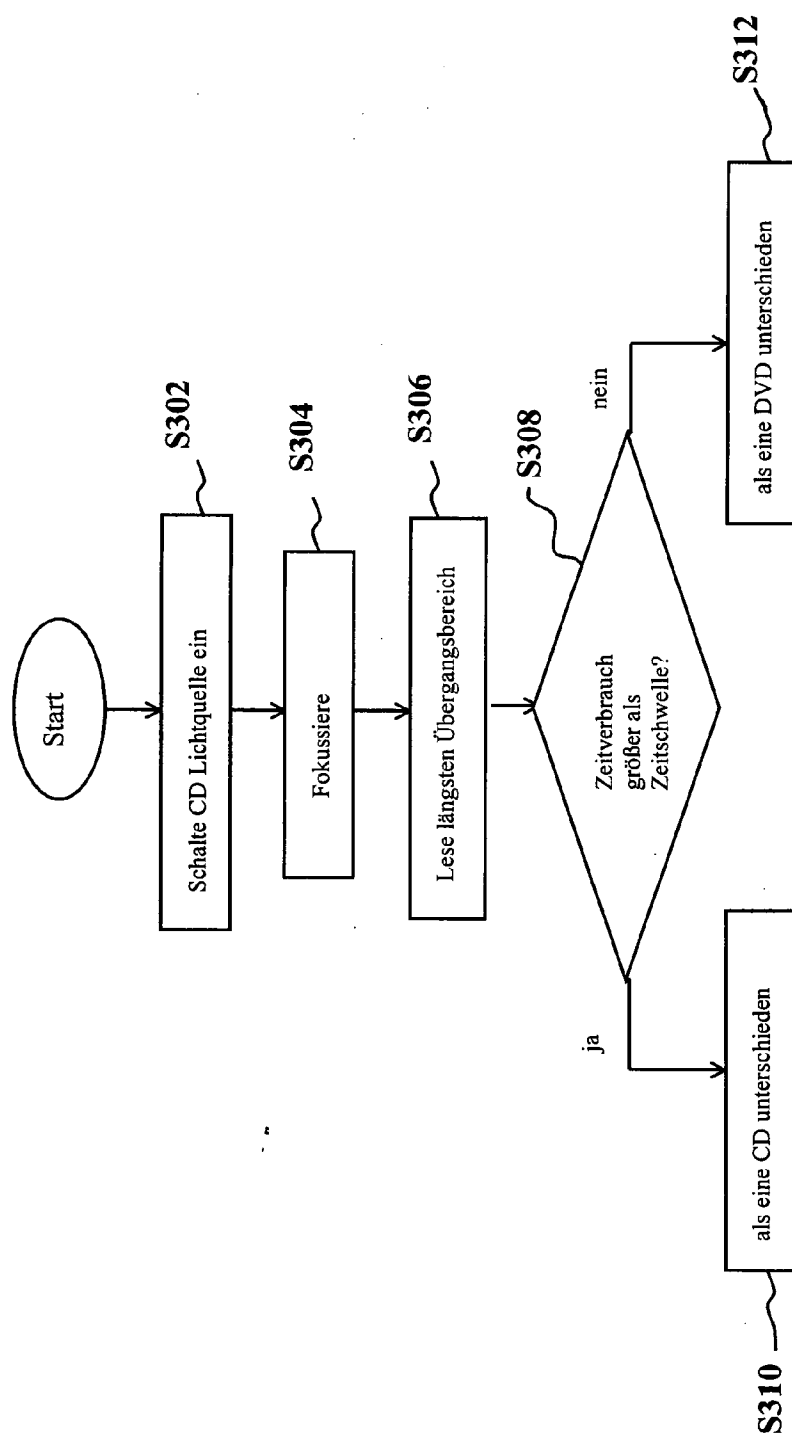 Start
Schalte CD Lichtquelle ein
S302
Fokussiere
S304
Lese längsten Übergangsbereich
S306
Zeitverbrauch
größer als
Zeitschwelle?
S308
ja
nein
als eine CD unterschieden
S310
als eine DVD unterschieden
S312